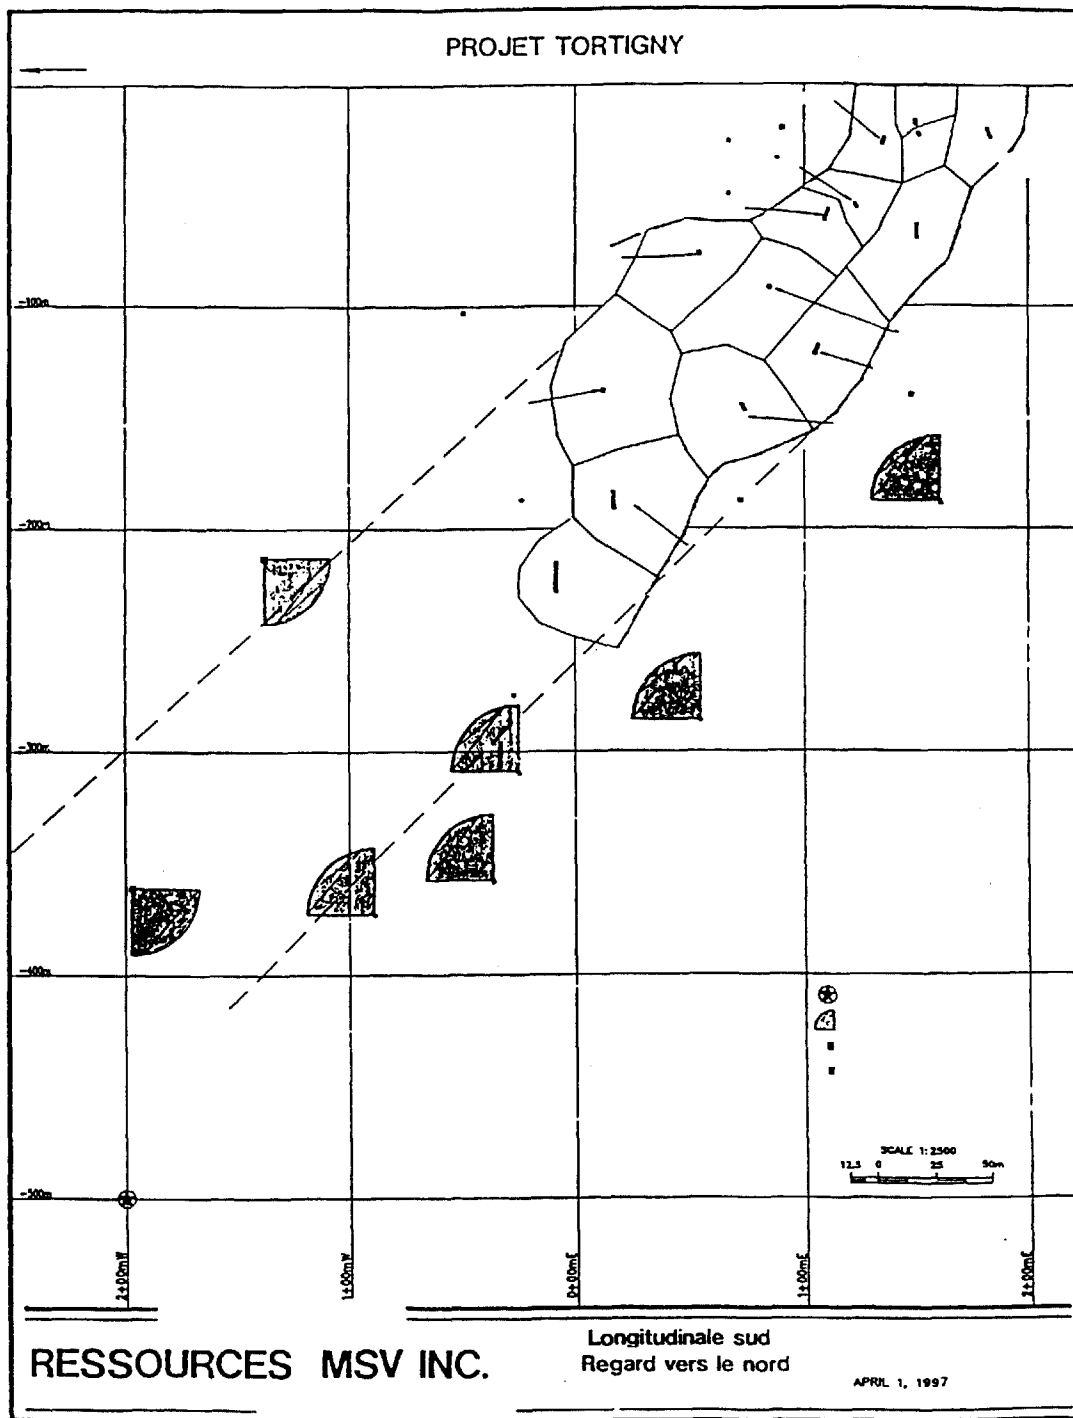 PROJET TORTIGNY
-100m
-200m
-300m
-400m
SCALE 1:2500
12.5 0 25 50m
-500m
2+00mW
1+00mW
0+00mE
1+00mE
2+00mE
RESSOURCES MSV INC.
Longitudinale sud
Regard vers le nord
APRIL 1, 1997